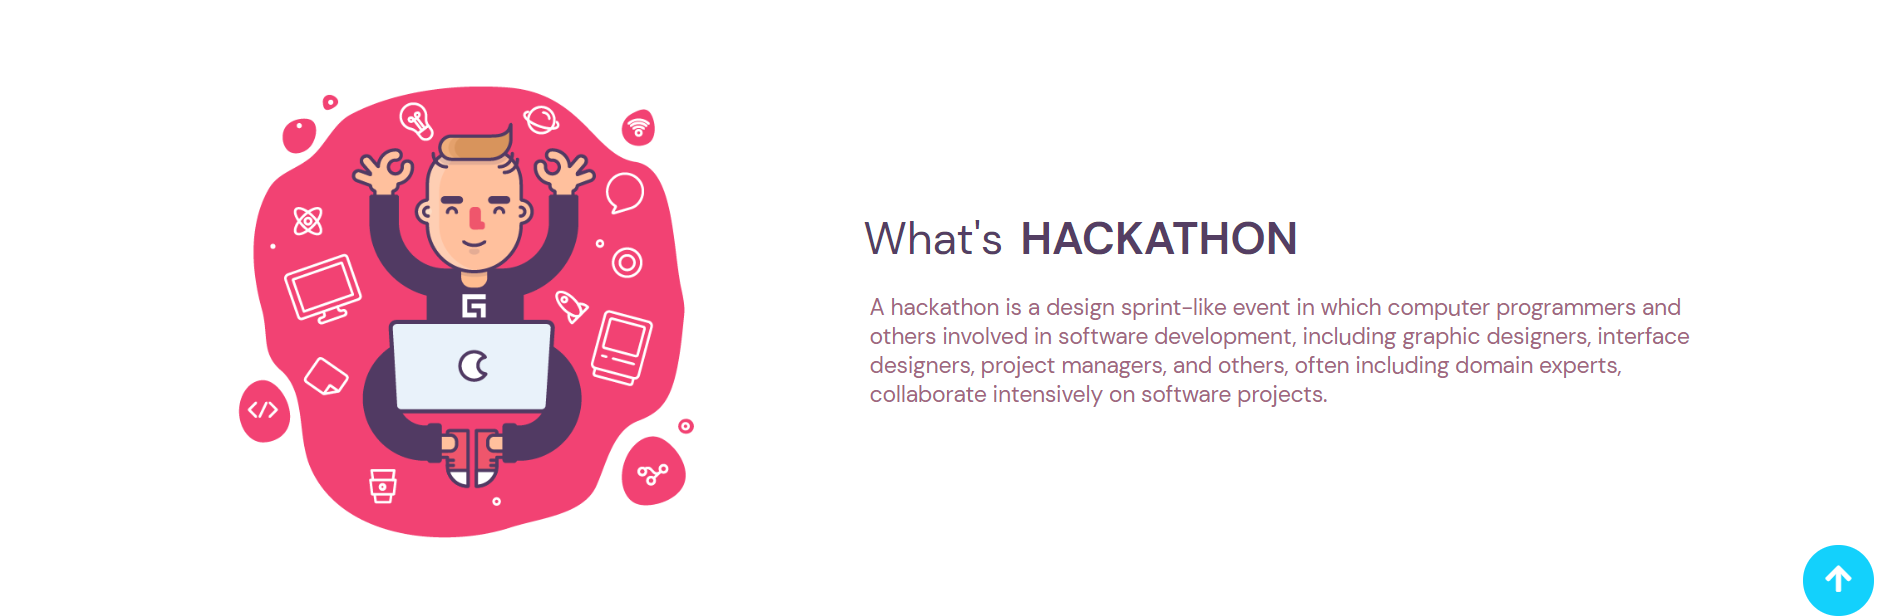 What's HACKATHON
A hackathon is a design sprint-like event in which computer programmers and
others involved in software development, including graphic designers, interface
designers, project managers, and others, often including domain experts,
collaborate intensively on software projects.